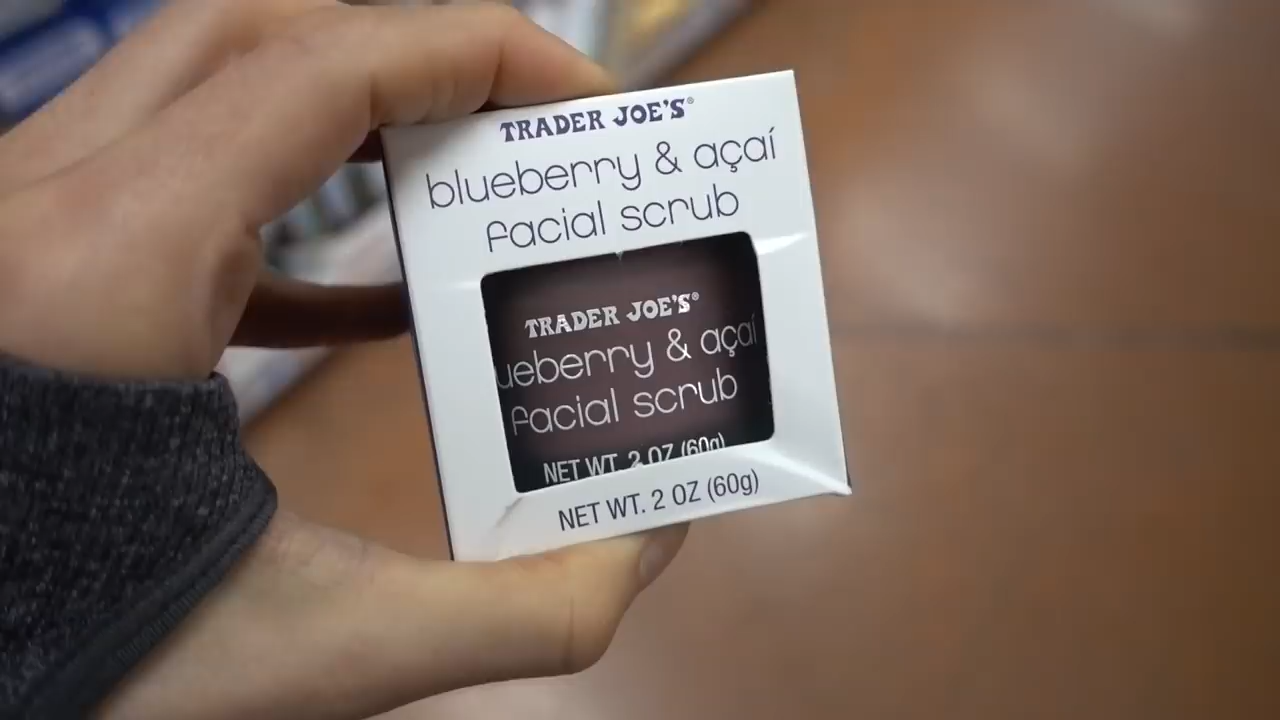 TRADER JOE'S®
blueberry & açaí
facial scrub
TRADER JOE'S®
ueberry & açaí
facial scrub
NET WT. 2 OZ (60g)
NET WT. 2 OZ (60g)